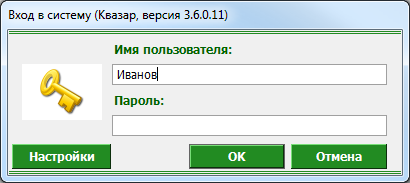 Вход в систему (Квазар, версия 3.6.0.11)
Имя пользователя:
Иванов
Пароль:
Настройки OK Отмена